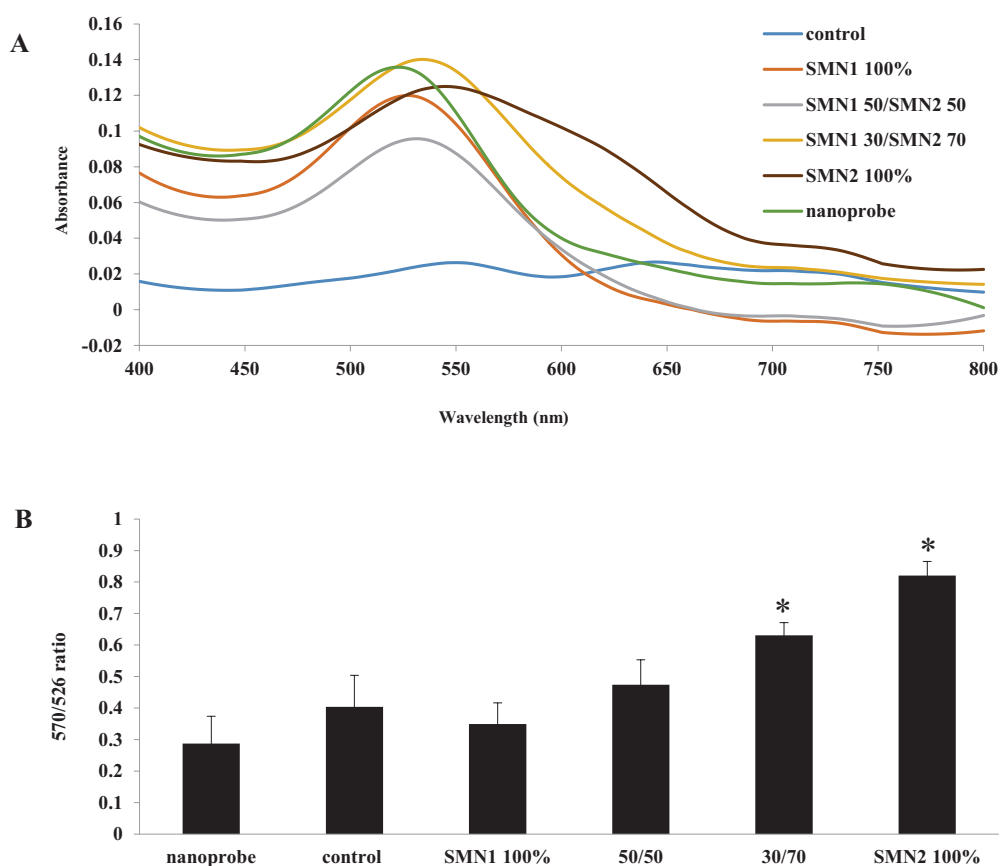 A
0.16
0.14
0.12
0.1
0.08
0.06
0.04
0.02
0
-0.02
Absorbance
400 450 500 550 600 650 700 750 800
Wavelength (nm)
control
SMN1 100%
SMN1 50/SMN2 50
SMN1 30/SMN2 70
SMN2 100%
nanoprobe
B
1
0.9
0.8
0.7
0.6
0.5
0.4
0.3
0.2
0.1
0
570/526 ratio
*
*
nanoprobe control SMN1 100% 50/50 30/70 SMN2 100%